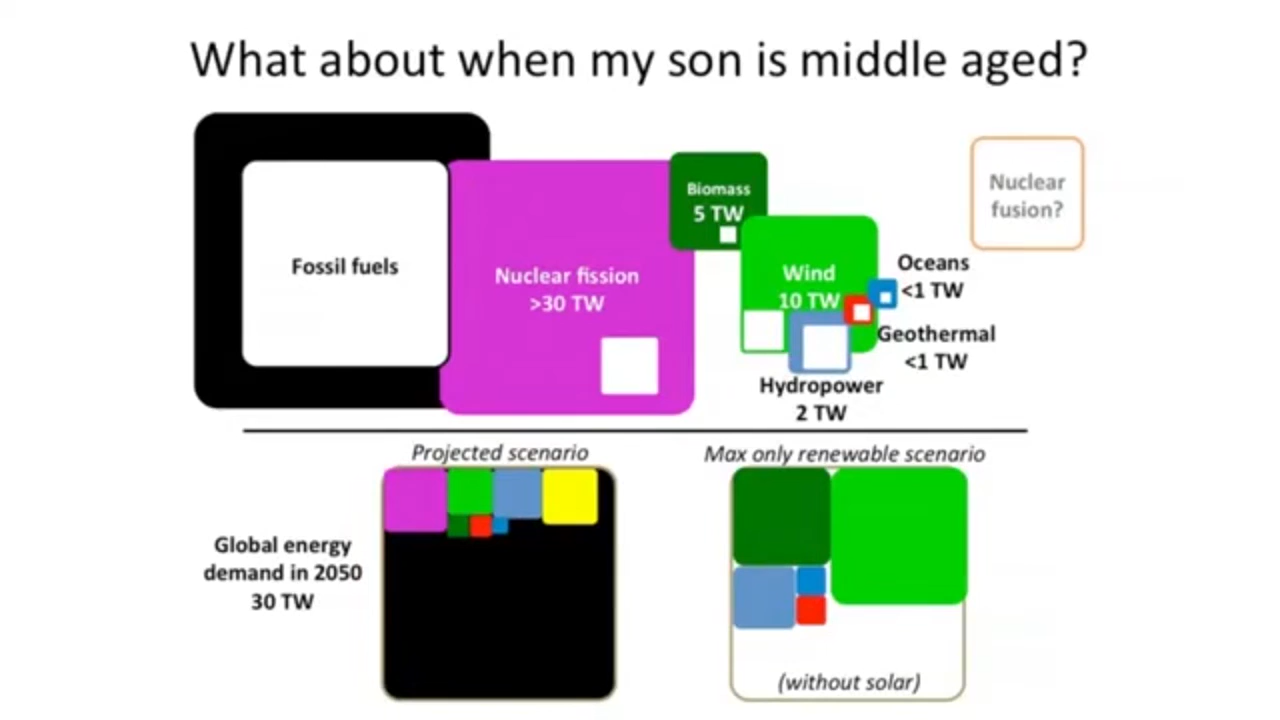 What about when my son is middle aged?
Fossil fuels
Nuclear fission
>30 TW
Biomass
5 TW
Wind
10 TW
Oceans
<1 TW
Geothermal
<1 TW
Hydropower
2 TW
Nuclear
fusion?
Projected scenario
Max only renewable scenario
Global energy
demand in 2050
30 TW
(without solar)